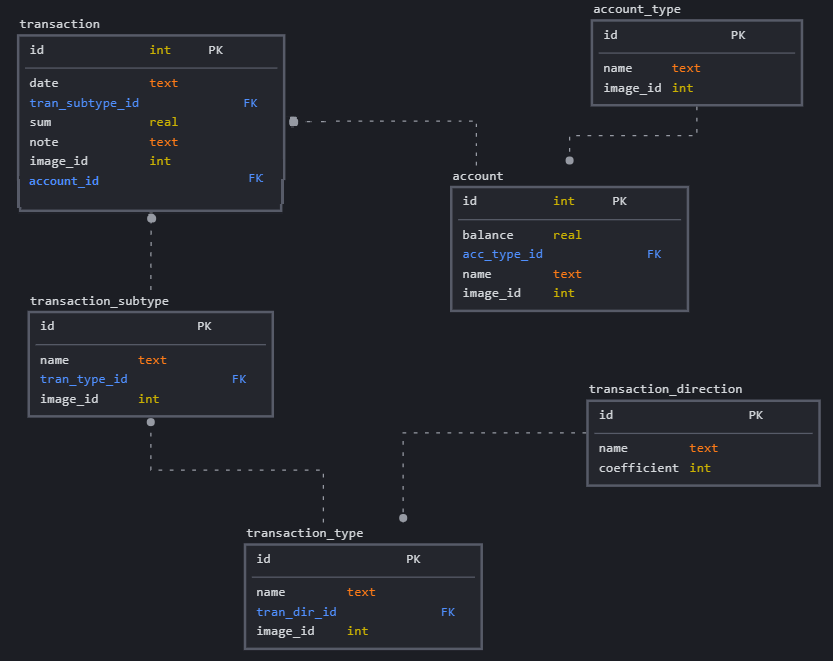 transaction
id int PK
date text
tran_subtype_id FK
sum real
note text
image_id int
account_id FK
account_type
id PK
name text
image_id int
account
id int PK
balance real
acc_type_id FK
name text
image_id int
transaction_subtype
id PK
name text
tran_type_id FK
image_id int
transaction_direction
id PK
name text
coefficient int
transaction_type
id PK
name text
tran_dir_id FK
image_id int